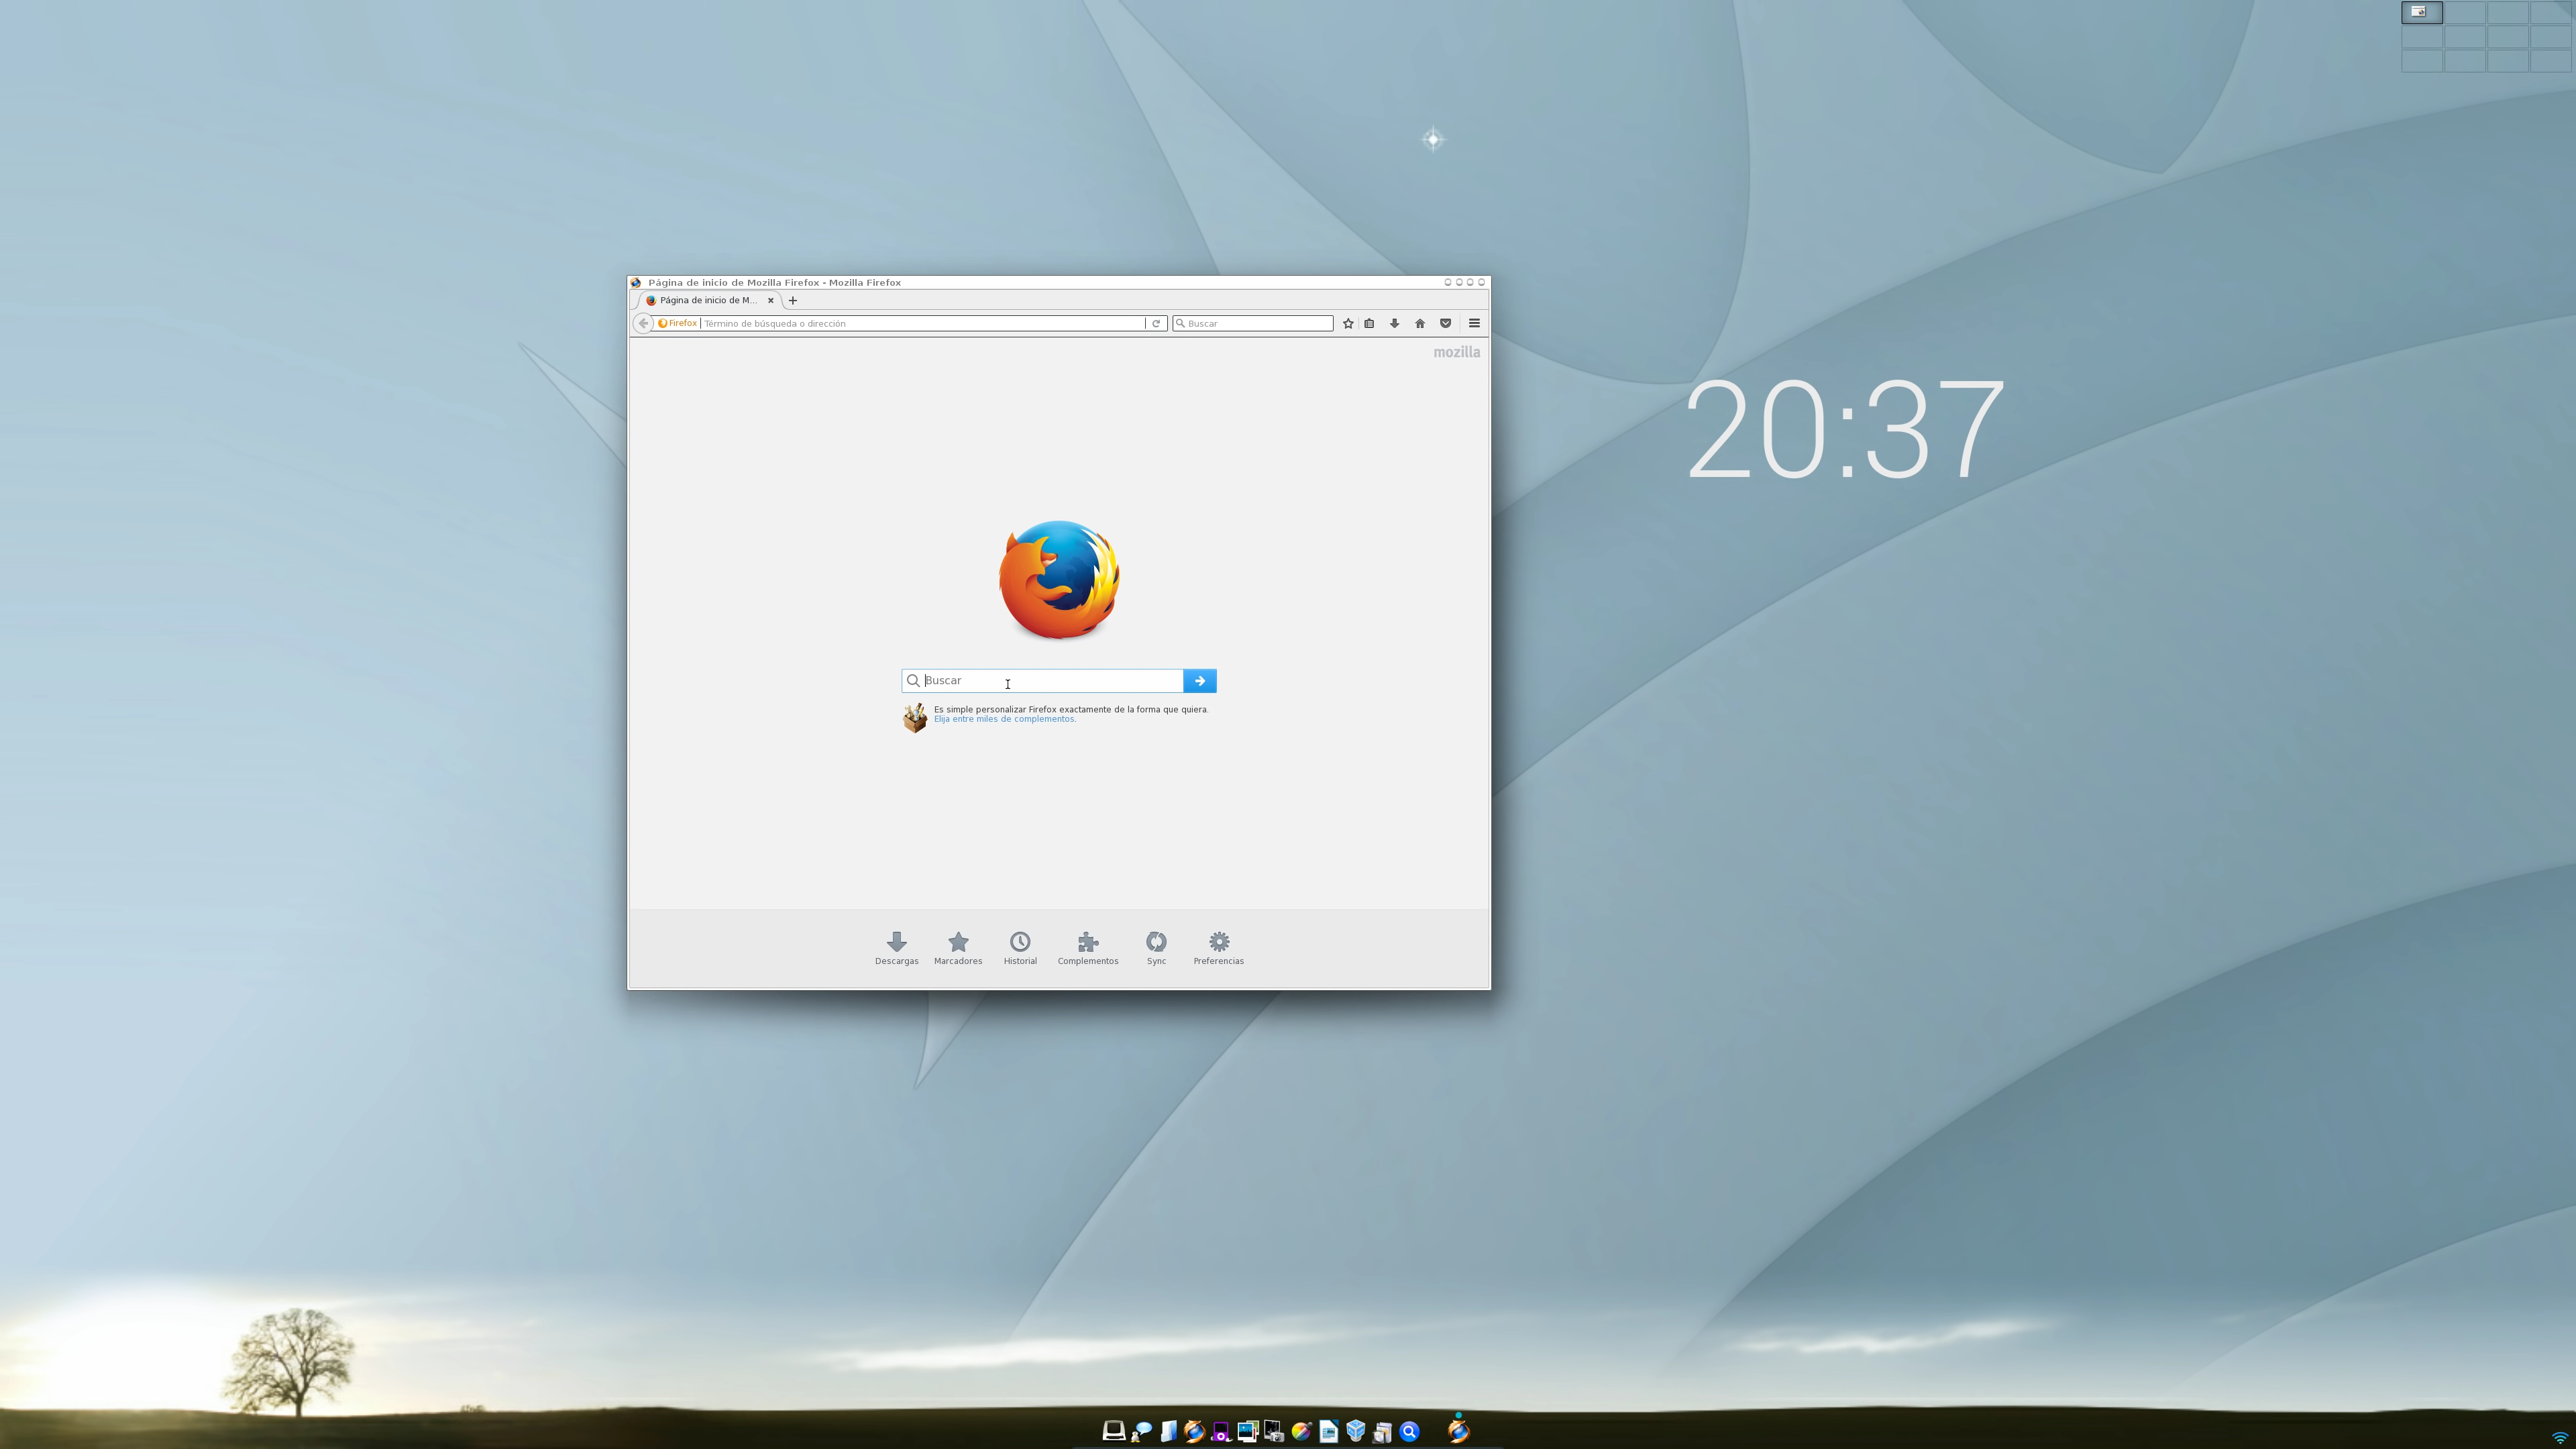 Página de inicio de Mozilla Firefox - Mozilla Firefox
Página de inicio de M...
Firefox
Término de búsqueda o dirección
Buscar
mozilla
20:37
Buscar
Es simple personalizar Firefox exactamente de la forma que quiera.
Elija entre miles de complementos.
Descargas
Marcadores
Historial
Complementos
Sync
Preferencias